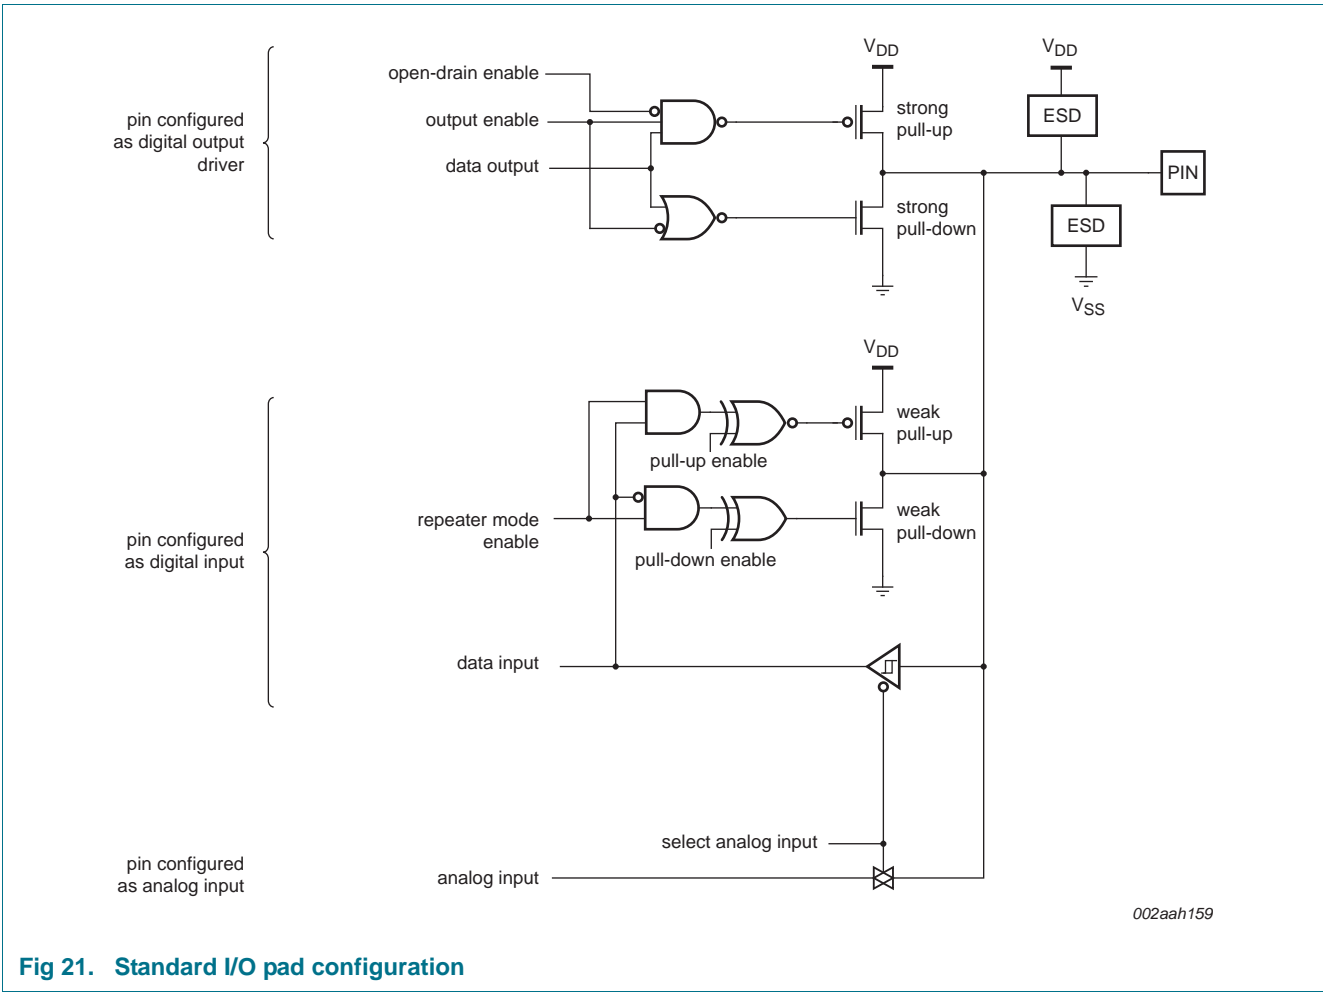 pin configured
as digital output
driver
open-drain enable
output enable
data output
VDD
strong
pull-up
strong
pull-down
VDD
ESD
PIN
ESD
VSS
pin configured
as digital input
VDD
weak
pull-up
pull-up enable
repeater mode
enable
weak
pull-down
pull-down enable
data input
select analog input
pin configured
as analog input
analog input
002aah159
Fig 21. Standard I/O pad configuration